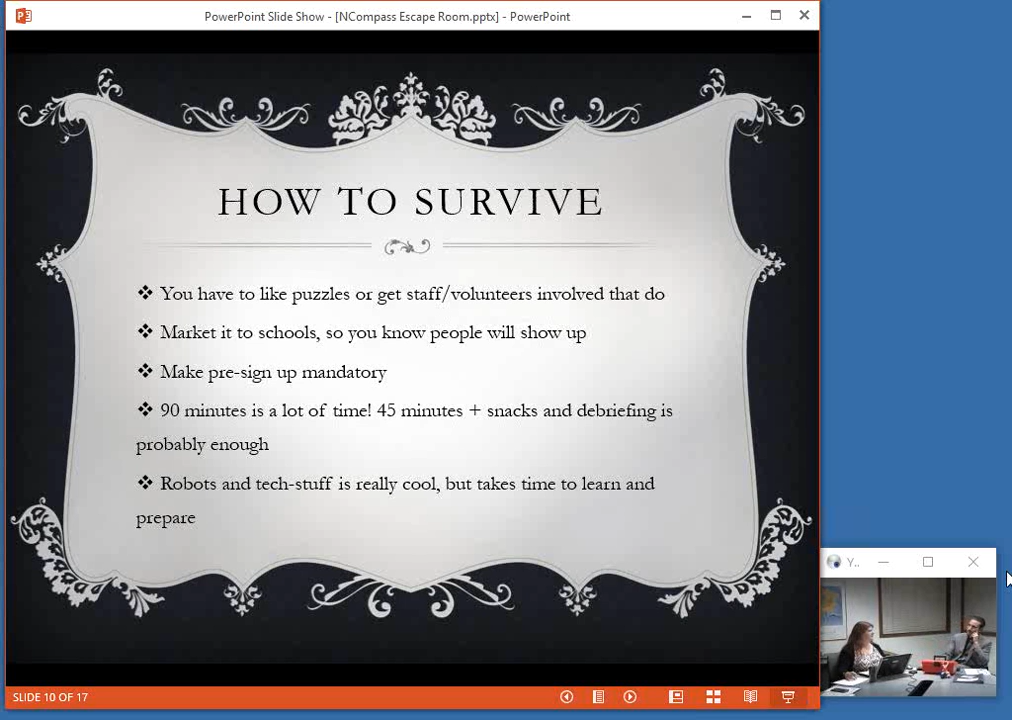 PowerPoint Slide Show - [NCompass Escape Room.pptx] - PowerPoint
HOW TO SURVIVE
❖ You have to like puzzles or get staff/volunteers involved that do
❖ Market it to schools, so you know people will show up
❖ Make pre-sign up mandatory
❖ 90 minutes is a lot of time! 45 minutes + snacks and debriefing is
probably enough
❖ Robots and tech-stuff is really cool, but takes time to learn and
prepare
Y..
SLIDE 10 OF 17